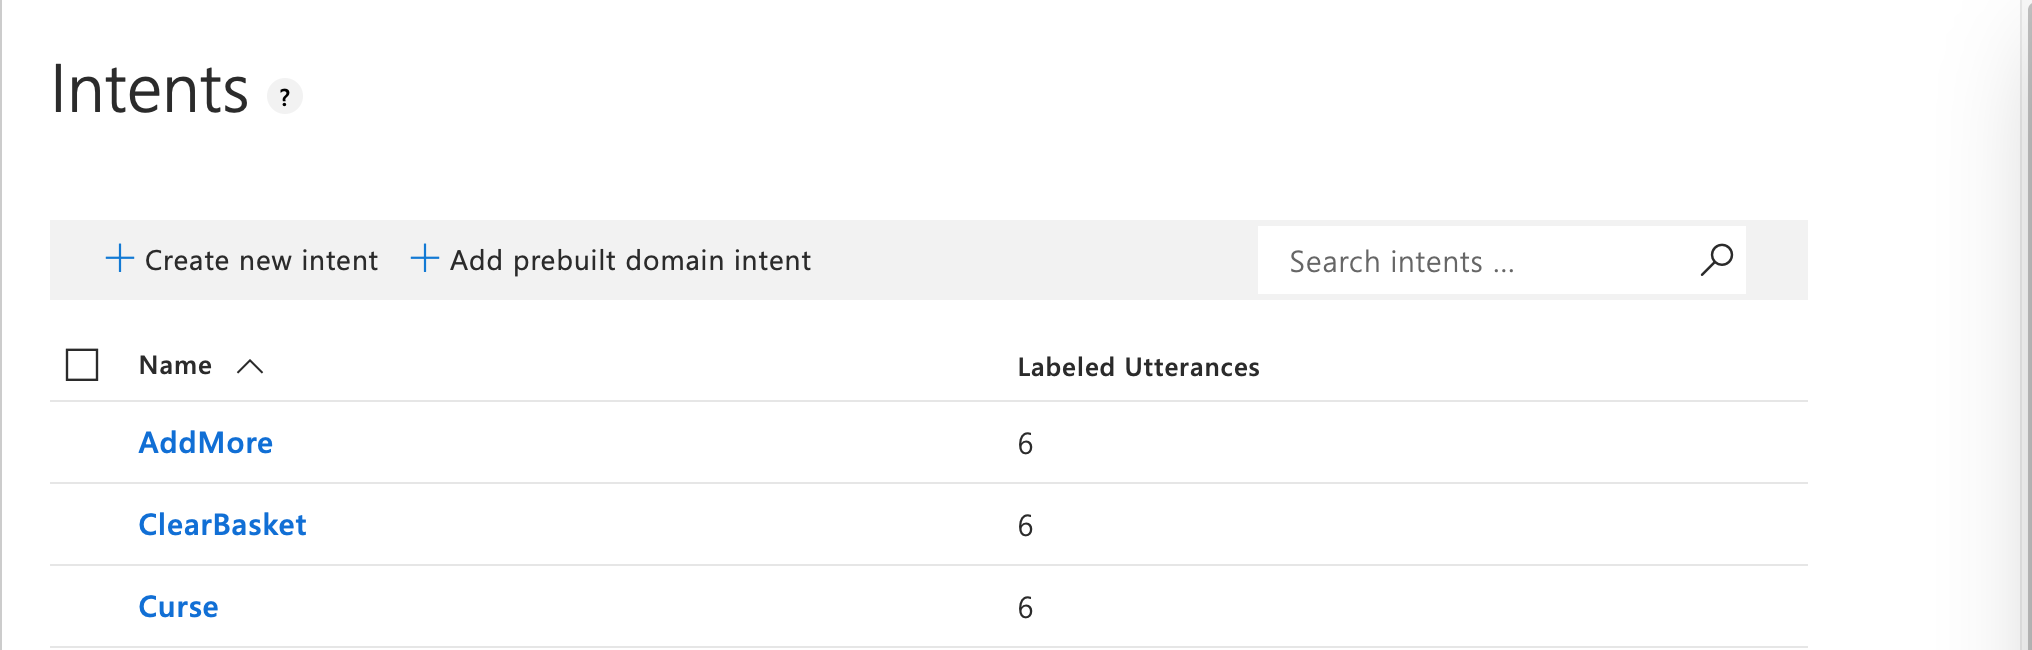 Intents ?
Create new intent Add prebuilt domain intent Search intents ...
Name Labeled Utterances
AddMore 6
ClearBasket 6
Curse 6